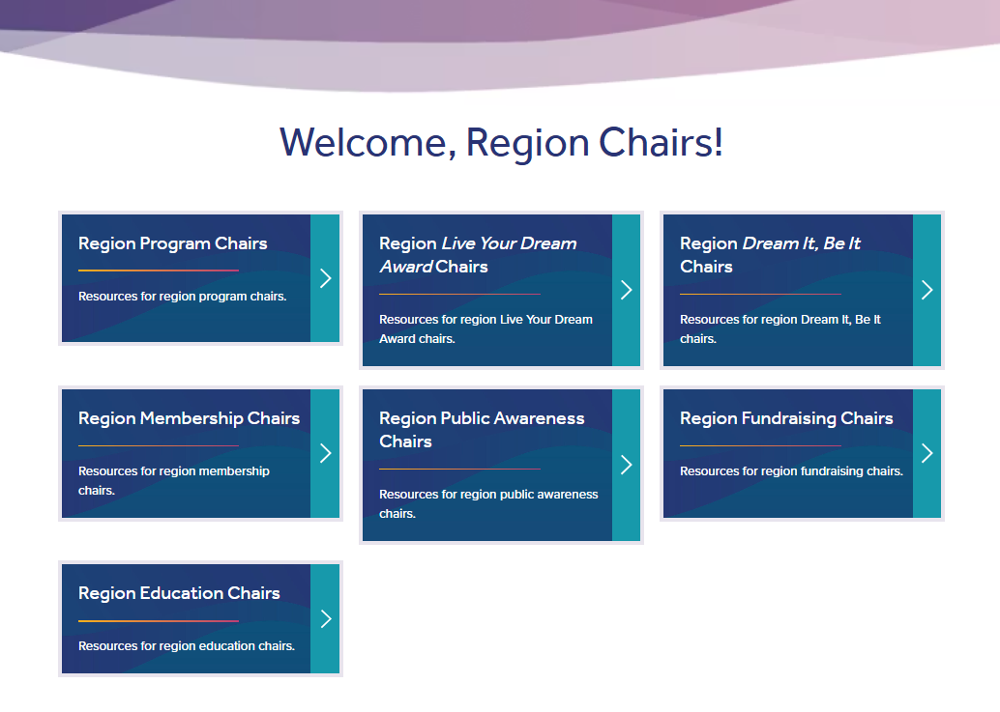 Welcome, Region Chairs!
Region Program Chairs
Resources for region program chairs.
Region Live Your Dream
Award Chairs
Resources for region Live Your Dream
Award chairs.
Region Dream It, Be It
Chairs
Resources for region Dream It, Be It
chairs.
Region Membership Chairs
Resources for region membership
chairs.
Region Public Awareness
Chairs
Resources for region public awareness
chairs.
Region Fundraising Chairs
Resources for region fundraising chairs.
Region Education Chairs
Resources for region education chairs.